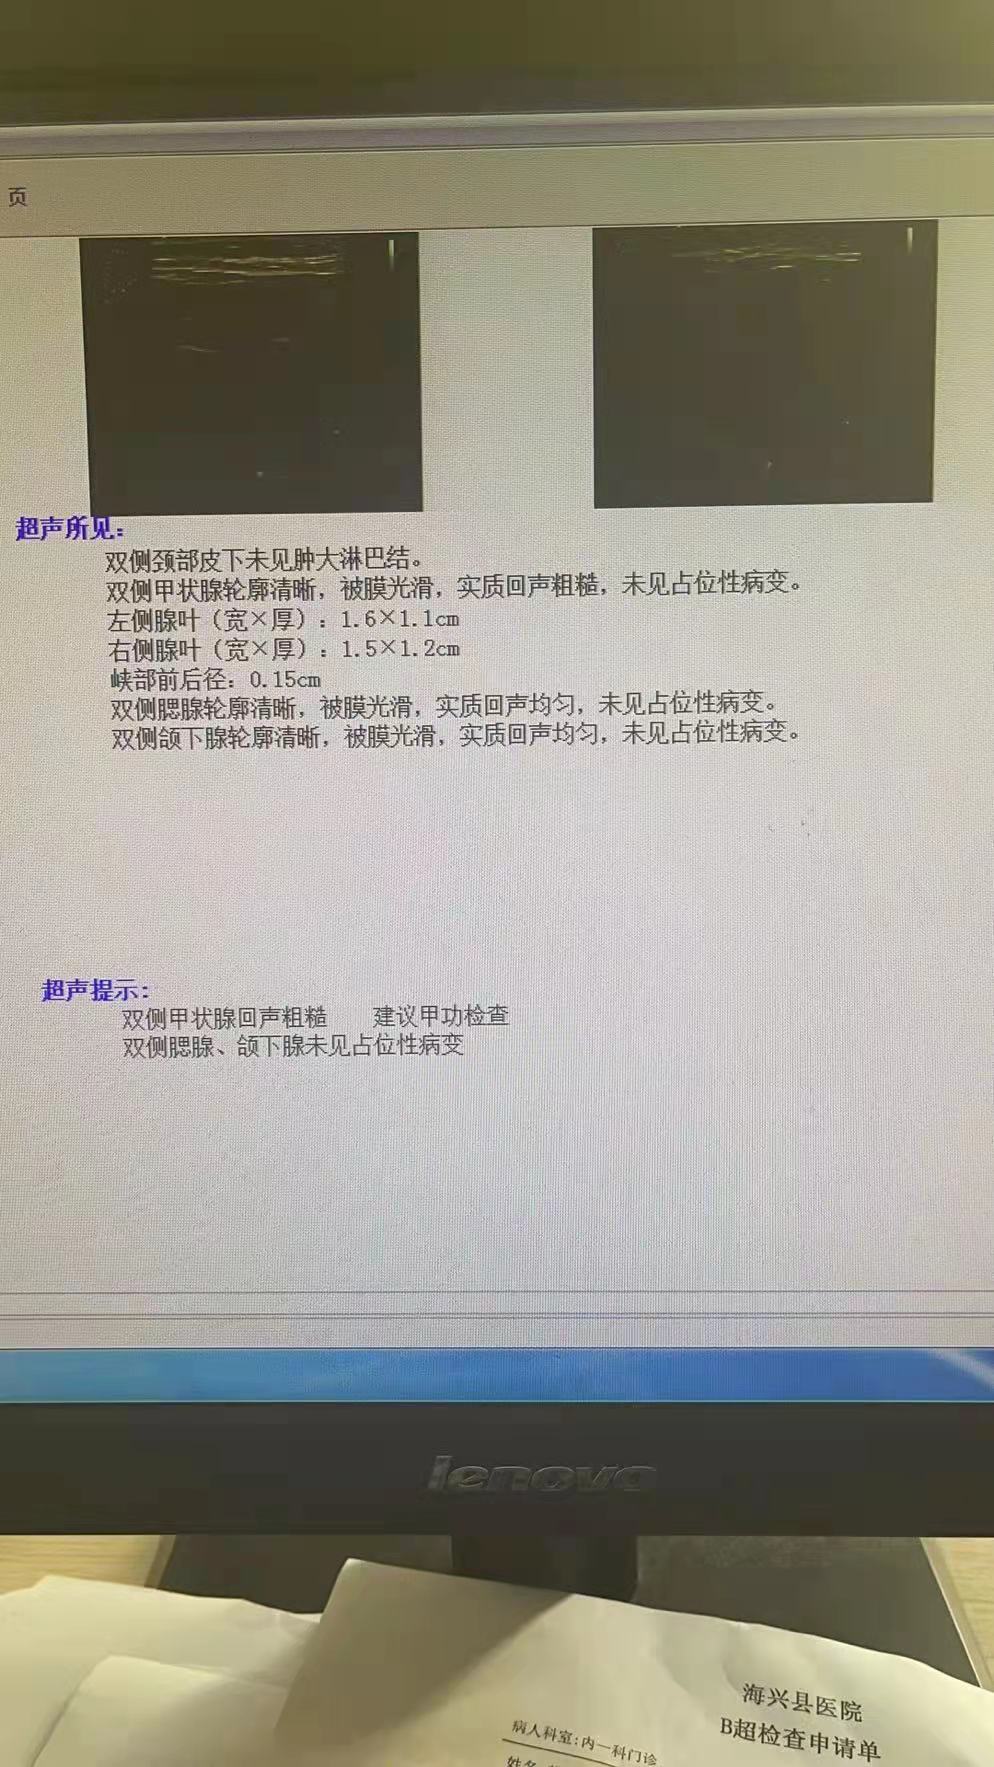 页
超声所见：
双侧颈部皮下未见肿大淋巴结。
双侧甲状腺轮廓清晰，被膜光滑，实质回声粗糙，未见占位性病变。
左侧腺叶（宽×厚）：1.6×1.1cm
右侧腺叶（宽×厚）：1.5×1.2cm
峡部前后径：0.15cm
双侧腮腺轮廓清晰，被膜光滑，实质回声均匀，未见占位性病变。
双侧颌下腺轮廓清晰，被膜光滑，实质回声均匀，未见占位性病变。
超声提示：
双侧甲状腺回声粗糙 建议甲功检查
双侧腮腺、颌下腺未见占位性病变
lenovo
海兴县医院
B超检查申请单
病人科室：内一科门诊
姓名